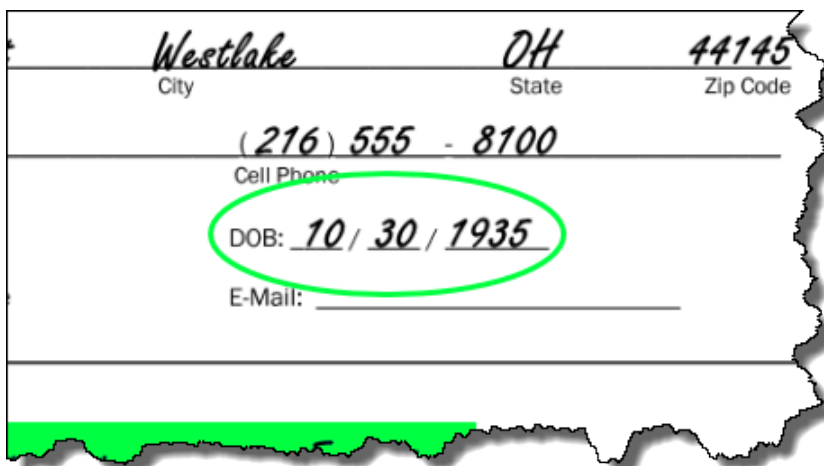 Westlake OH 44145
City State Zip Code
(216) 555 - 8100
Cell Phone
DOB: 10/ 30 / 1935
E-Mail: